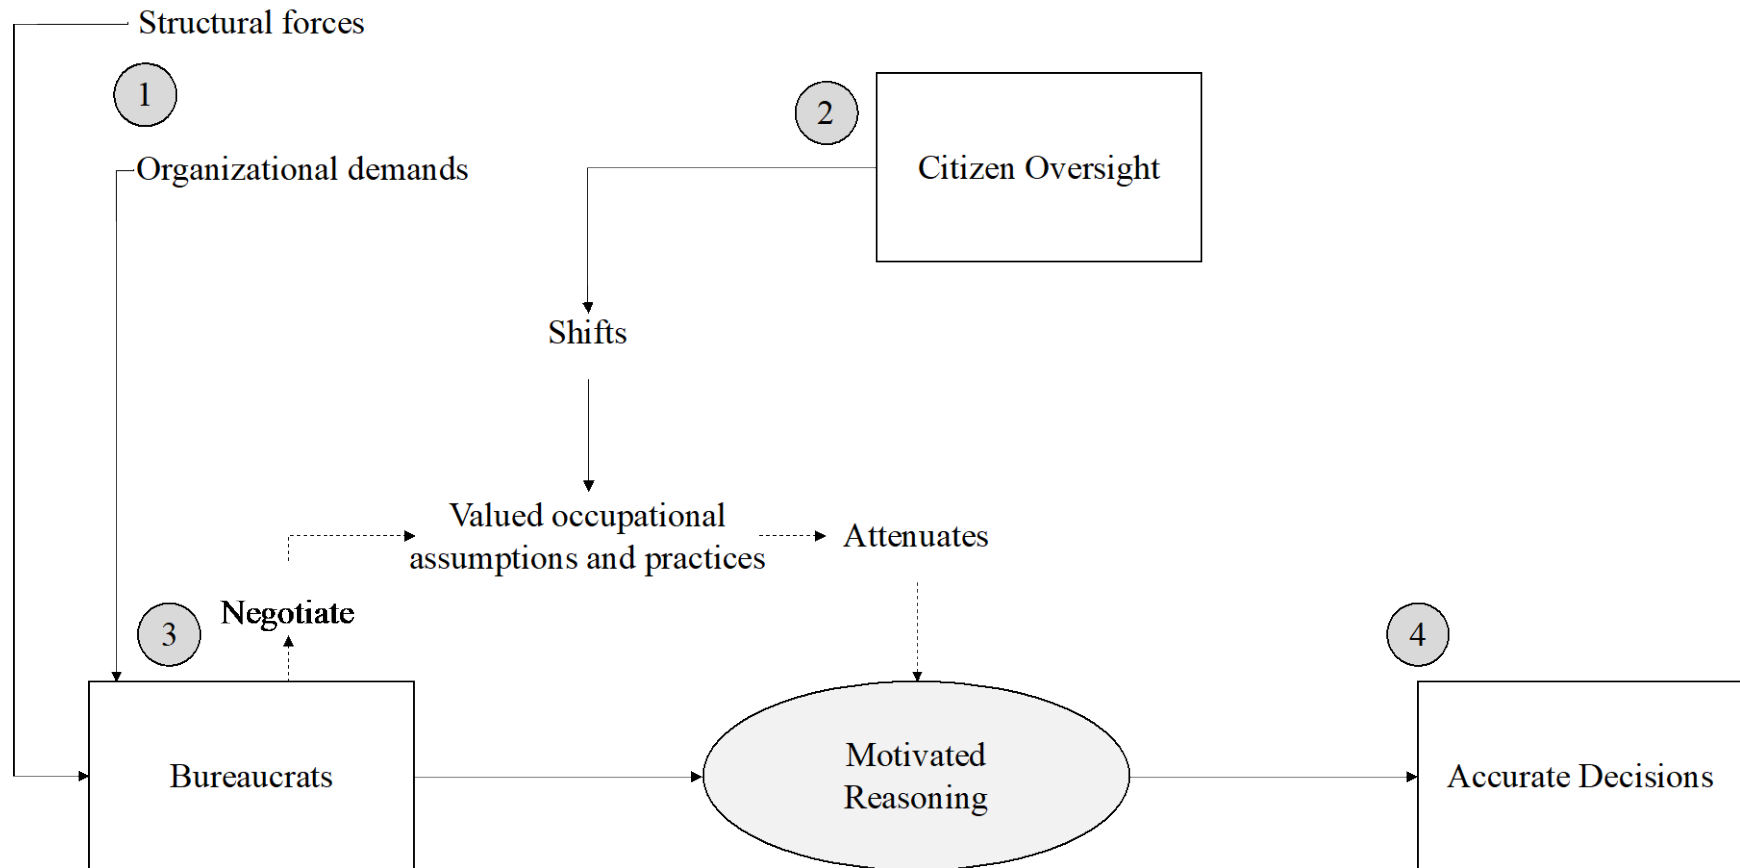 Structural forces
1
2
Organizational demands
Citizen Oversight
Shifts
Valued occupational
assumptions and practices
Attenuates
Negotiate
3
4
Motivated
Reasoning
Bureaucrats
Accurate Decisions